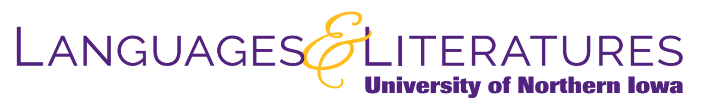 Languages & Literatures
University of Northern Iowa